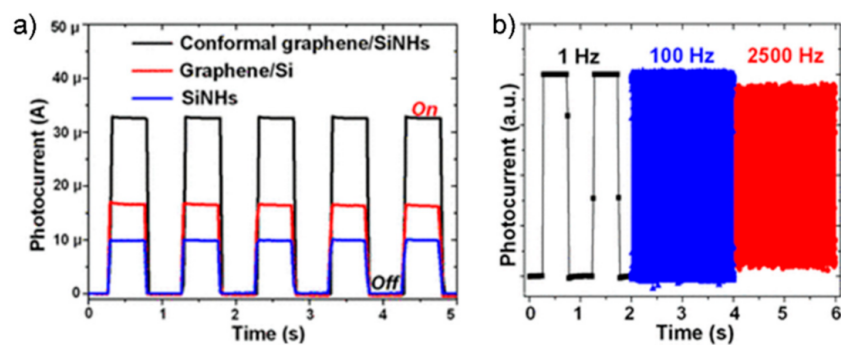 a)
Photocurrent (A)
50 μ
40 μ
30 μ
20 μ
10 μ
0
Conformal graphene/SiNHs
Graphene/Si
SiNHs
On
Off
0 1 2 3 4 5
Time (s)
b)
Photocurrent (a.u.)
1 Hz 100 Hz 2500 Hz
0 1 2 3 4 5 6
Time (s)